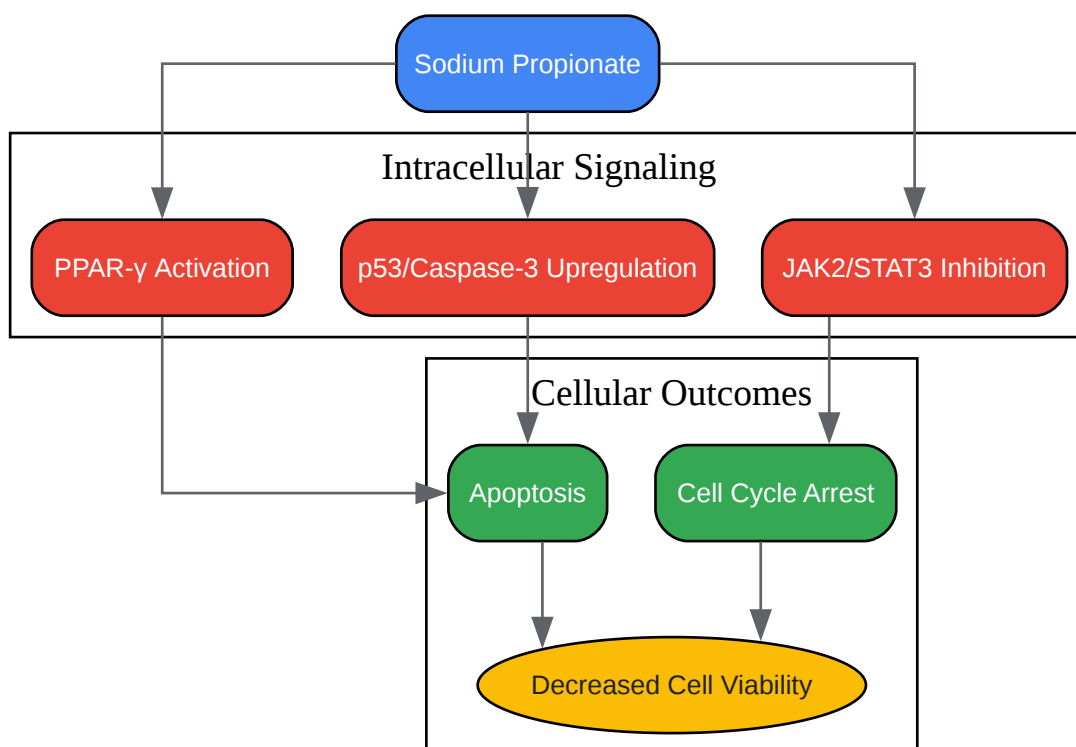 Sodium Propionate
Intracellular Signaling
PPAR-γ Activation
p53/Caspase-3 Upregulation
JAK2/STAT3 Inhibition
Cellular Outcomes
Apoptosis
Cell Cycle Arrest
Decreased Cell Viability